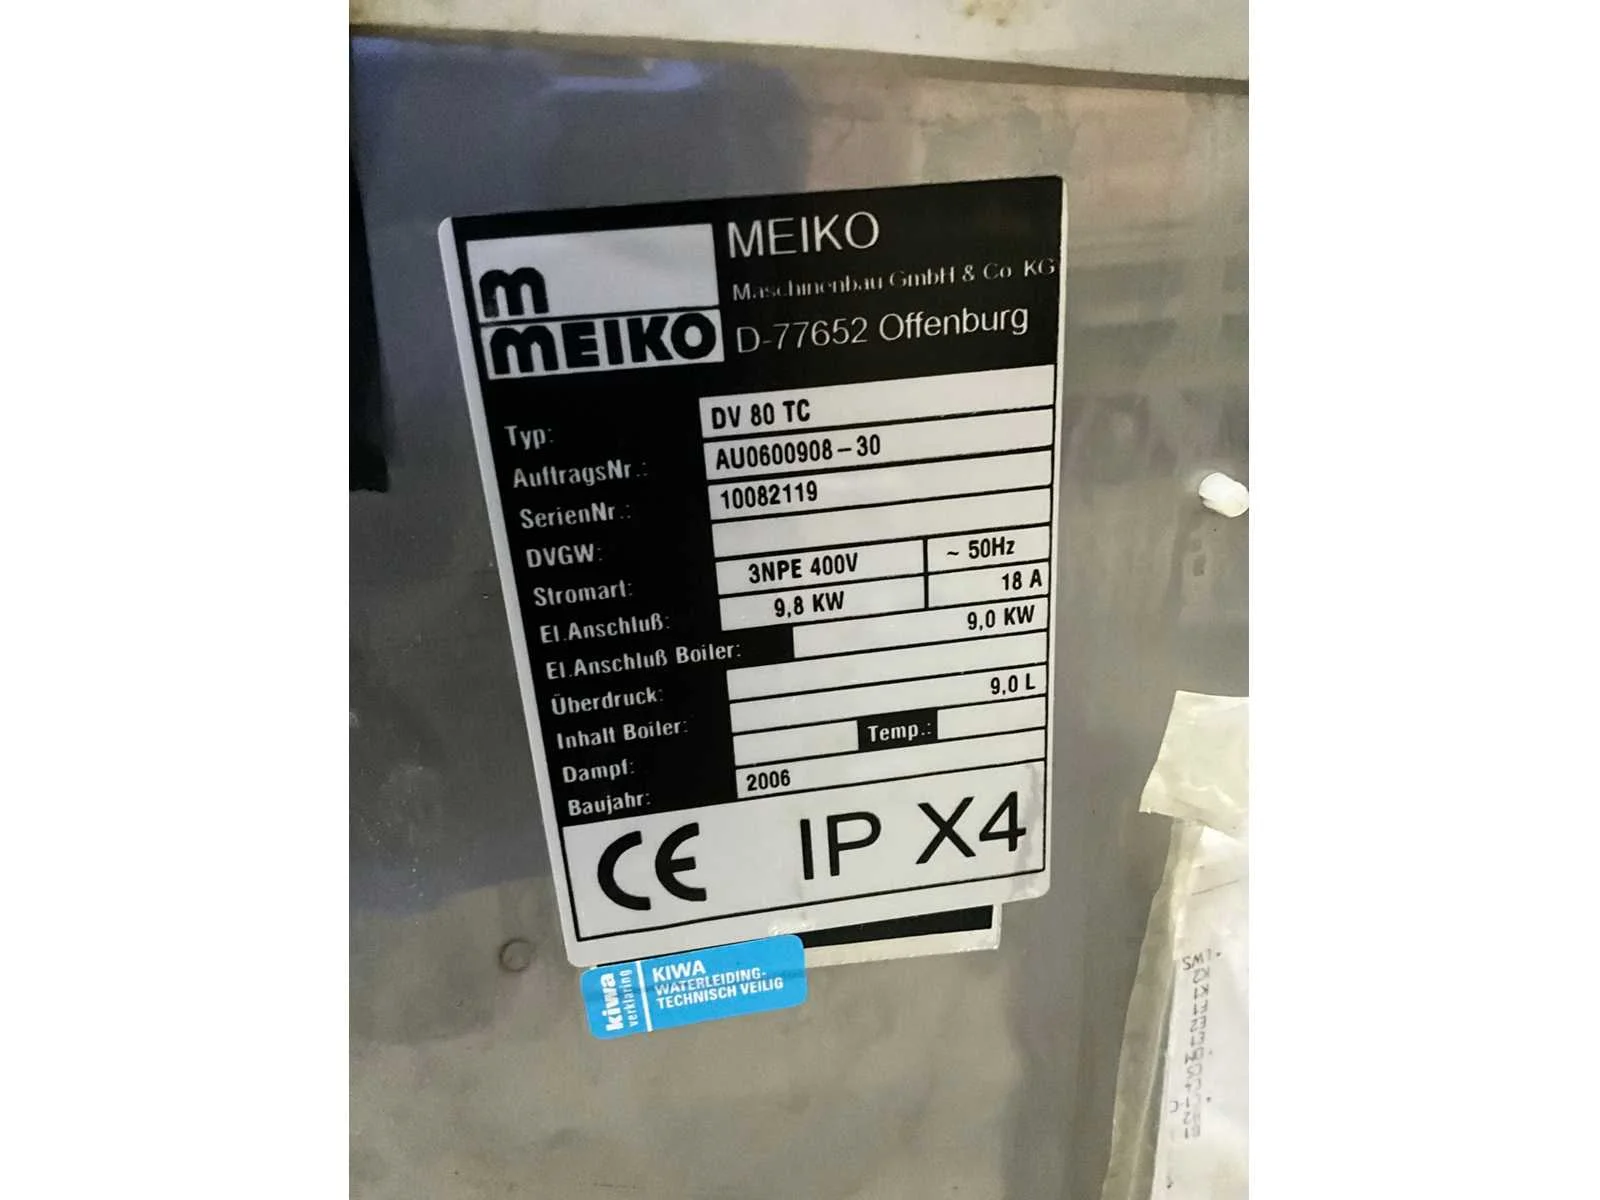 m
MEIKO
MEIKO
Maschinenbau GmbH & Co KG
D-77652 Offenburg
Typ: DV 80 TC
AuftragsNr.: AU0600908-30
SerienNr.: 10082119
DVGW:
Stromart: 3NPE 400V ~ 50Hz
El.Anschluß: 9,8 KW 18 A
El.Anschluß Boiler: 9,0 KW
Überdruck:
Inhalt Boiler: 9,0 L
Dampf: Temp.:
Baujahr: 2006
CE IP X4
kiwa
verklaring
KIWA
WATERLEIDING-
TECHNISCH VEILIG